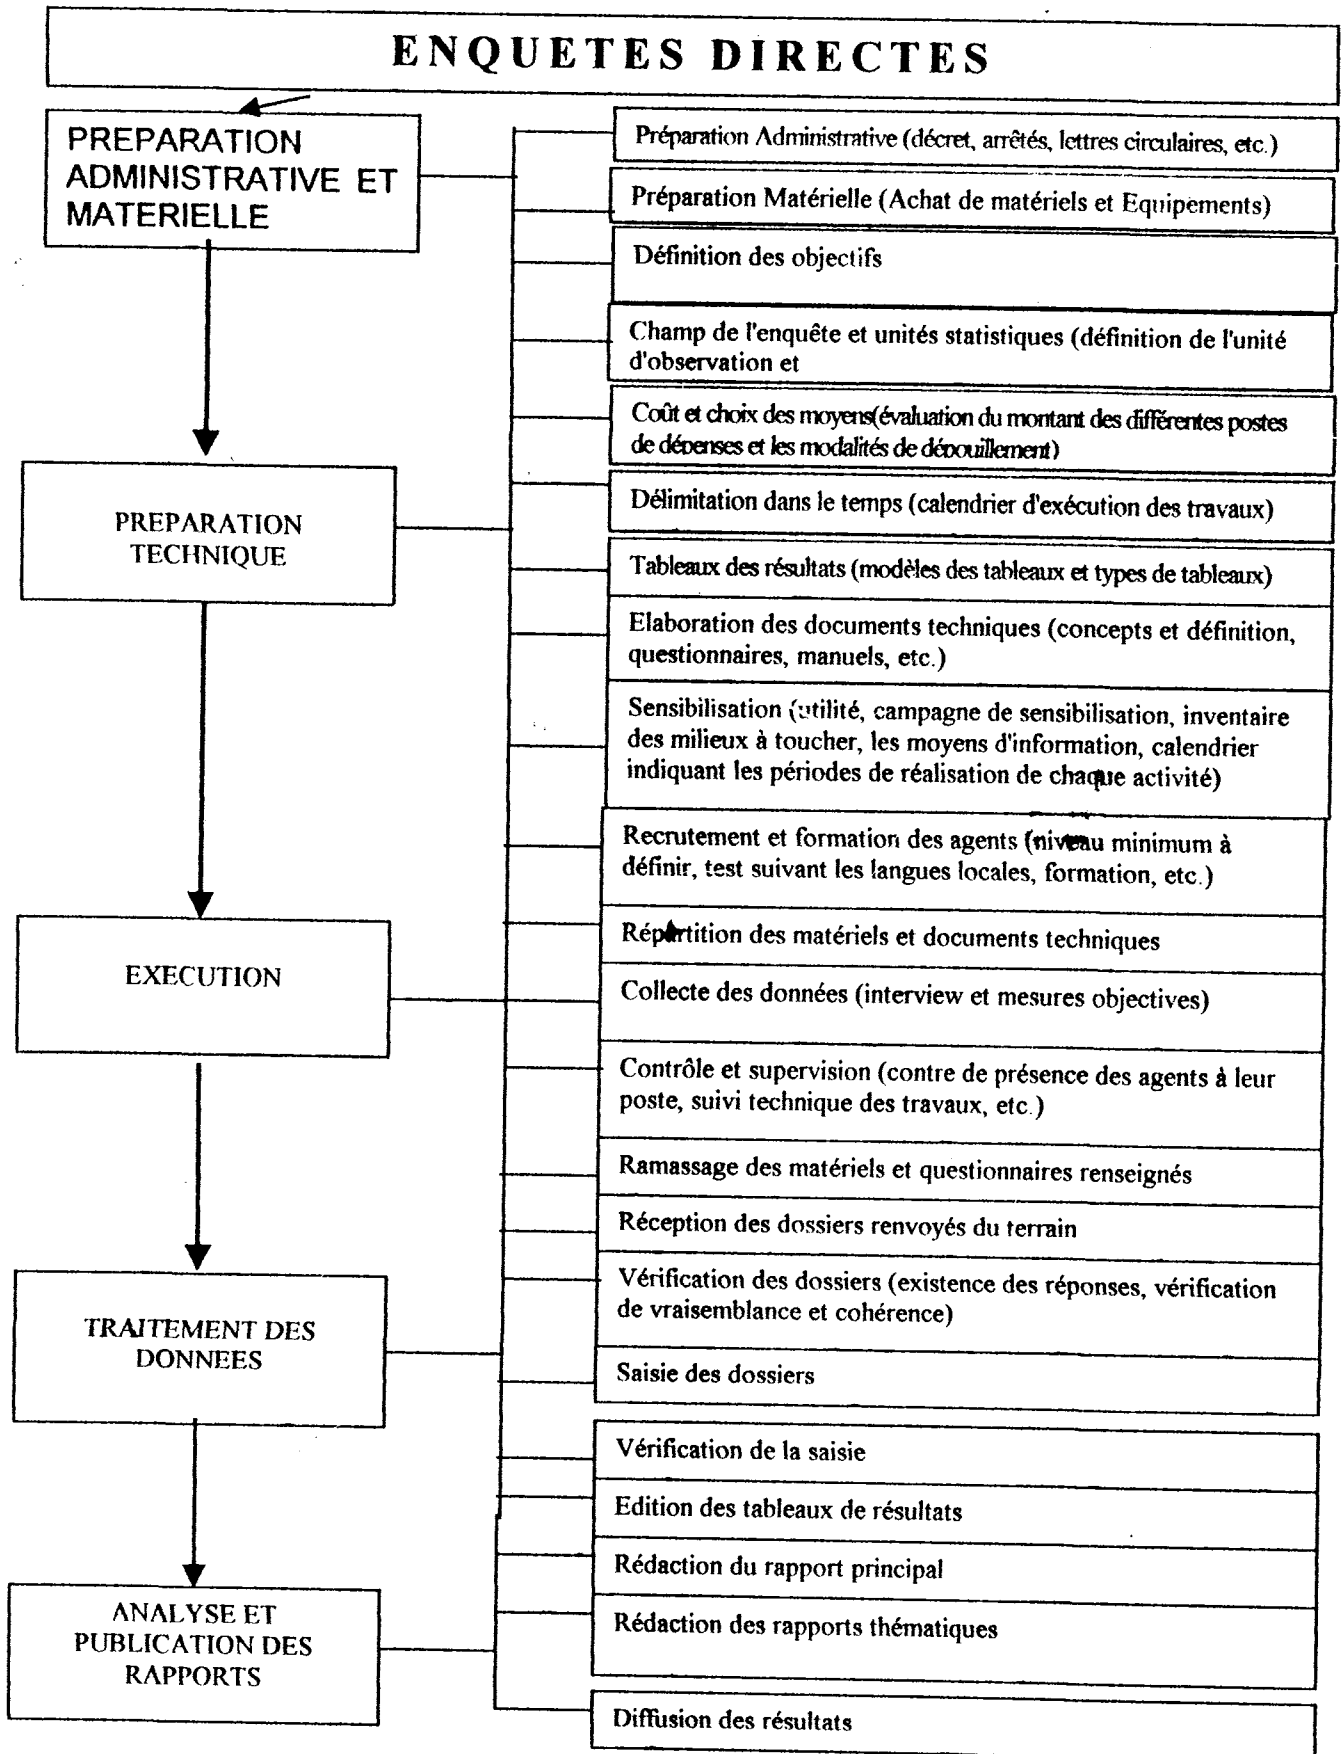 ENQUETES DIRECTES
PREPARATION
ADMINISTRATIVE ET
MATERIELLE
Préparation Administrative (décret, arrêtés, lettres circulaires, etc.)
Préparation Matérielle (Achat de matériels et Equipements)
Définition des objectifs
Champ de l'enquête et unités statistiques (définition de l'unité
d'observation et
Coût et choix des moyens(évaluation du montant des différentes postes
de dépenses et les modalités de dépouillement)
PREPARATION
TECHNIQUE
Délimitation dans le temps (calendrier d'exécution des travaux)
Tableaux des résultats (modèles des tableaux et types de tableaux)
Elaboration des documents techniques (concepts et définition,
questionnaires, manuels, etc.)
Sensibilisation (utilité, campagne de sensibilisation, inventaire
des milieux à toucher, les moyens d'information, calendrier
indiquant les périodes de réalisation de chaque activité)
Recrutement et formation des agents (niveau minimum à
définir, test suivant les langues locales, formation, etc.)
Répartition des matériels et documents techniques
EXECUTION
Collecte des données (interview et mesures objectives)
Contrôle et supervision (contre de présence des agents à leur
poste, suivi technique des travaux, etc.)
Ramassage des matériels et questionnaires renseignés
Réception des dossiers renvoyés du terrain
Vérification des dossiers (existence des réponses, vérification
de vraisemblance et cohérence)
TRAITEMENT DES
DONNEES
Saisie des dossiers
Vérification de la saisie
Edition des tableaux de résultats
Rédaction du rapport principal
Rédaction des rapports thématiques
ANALYSE ET
PUBLICATION DES
RAPPORTS
Diffusion des résultats